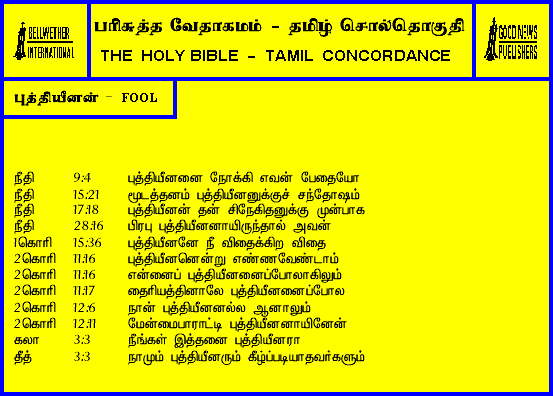 BELLWETHER
INTERNATIONAL
பரிசுத்த வேதாகமம் - தமிழ் சொல்தொகுதி
THE HOLY BIBLE - TAMIL CONCORDANCE
GOOD NEWS
PUBLISHERS
புத்தியீனன் - FOOL
நீதி 9:4 புத்தியீனனை நோக்கி எவன் பேதையோ
நீதி 15:21 மூடத்தனம் புத்தியீனனுக்குச் சந்தோஷம்
நீதி 17:18 புத்தியீனன் தன் சிநேகிதனுக்கு முன்பாக
நீதி 28:16 பிரபு புத்தியீனனாயிருந்தால் அவன்
1கொரி 15:36 புத்தியீனனே நீ விதைக்கிற விதை
2கொரி 11:16 புத்தியீனனென்று எண்ணவேண்டாம்
2கொரி 11:16 என்னைப் புத்தியீனனைப்போலாகிலும்
2கொரி 11:17 தைரியத்தினாலே புத்தியீனனைப்போல
2கொரி 12:6 நான் புத்தியீனனல்ல ஆனாலும்
2கொரி 12:11 மேன்மைபாராட்டி புத்தியீனனாயினேன்
கலா 3:3 நீங்கள் இத்தனை புத்தியீனரா
தீத் 3:3 நாமும் புத்தியீனரும் கீழ்ப்படியாதவர்களும்